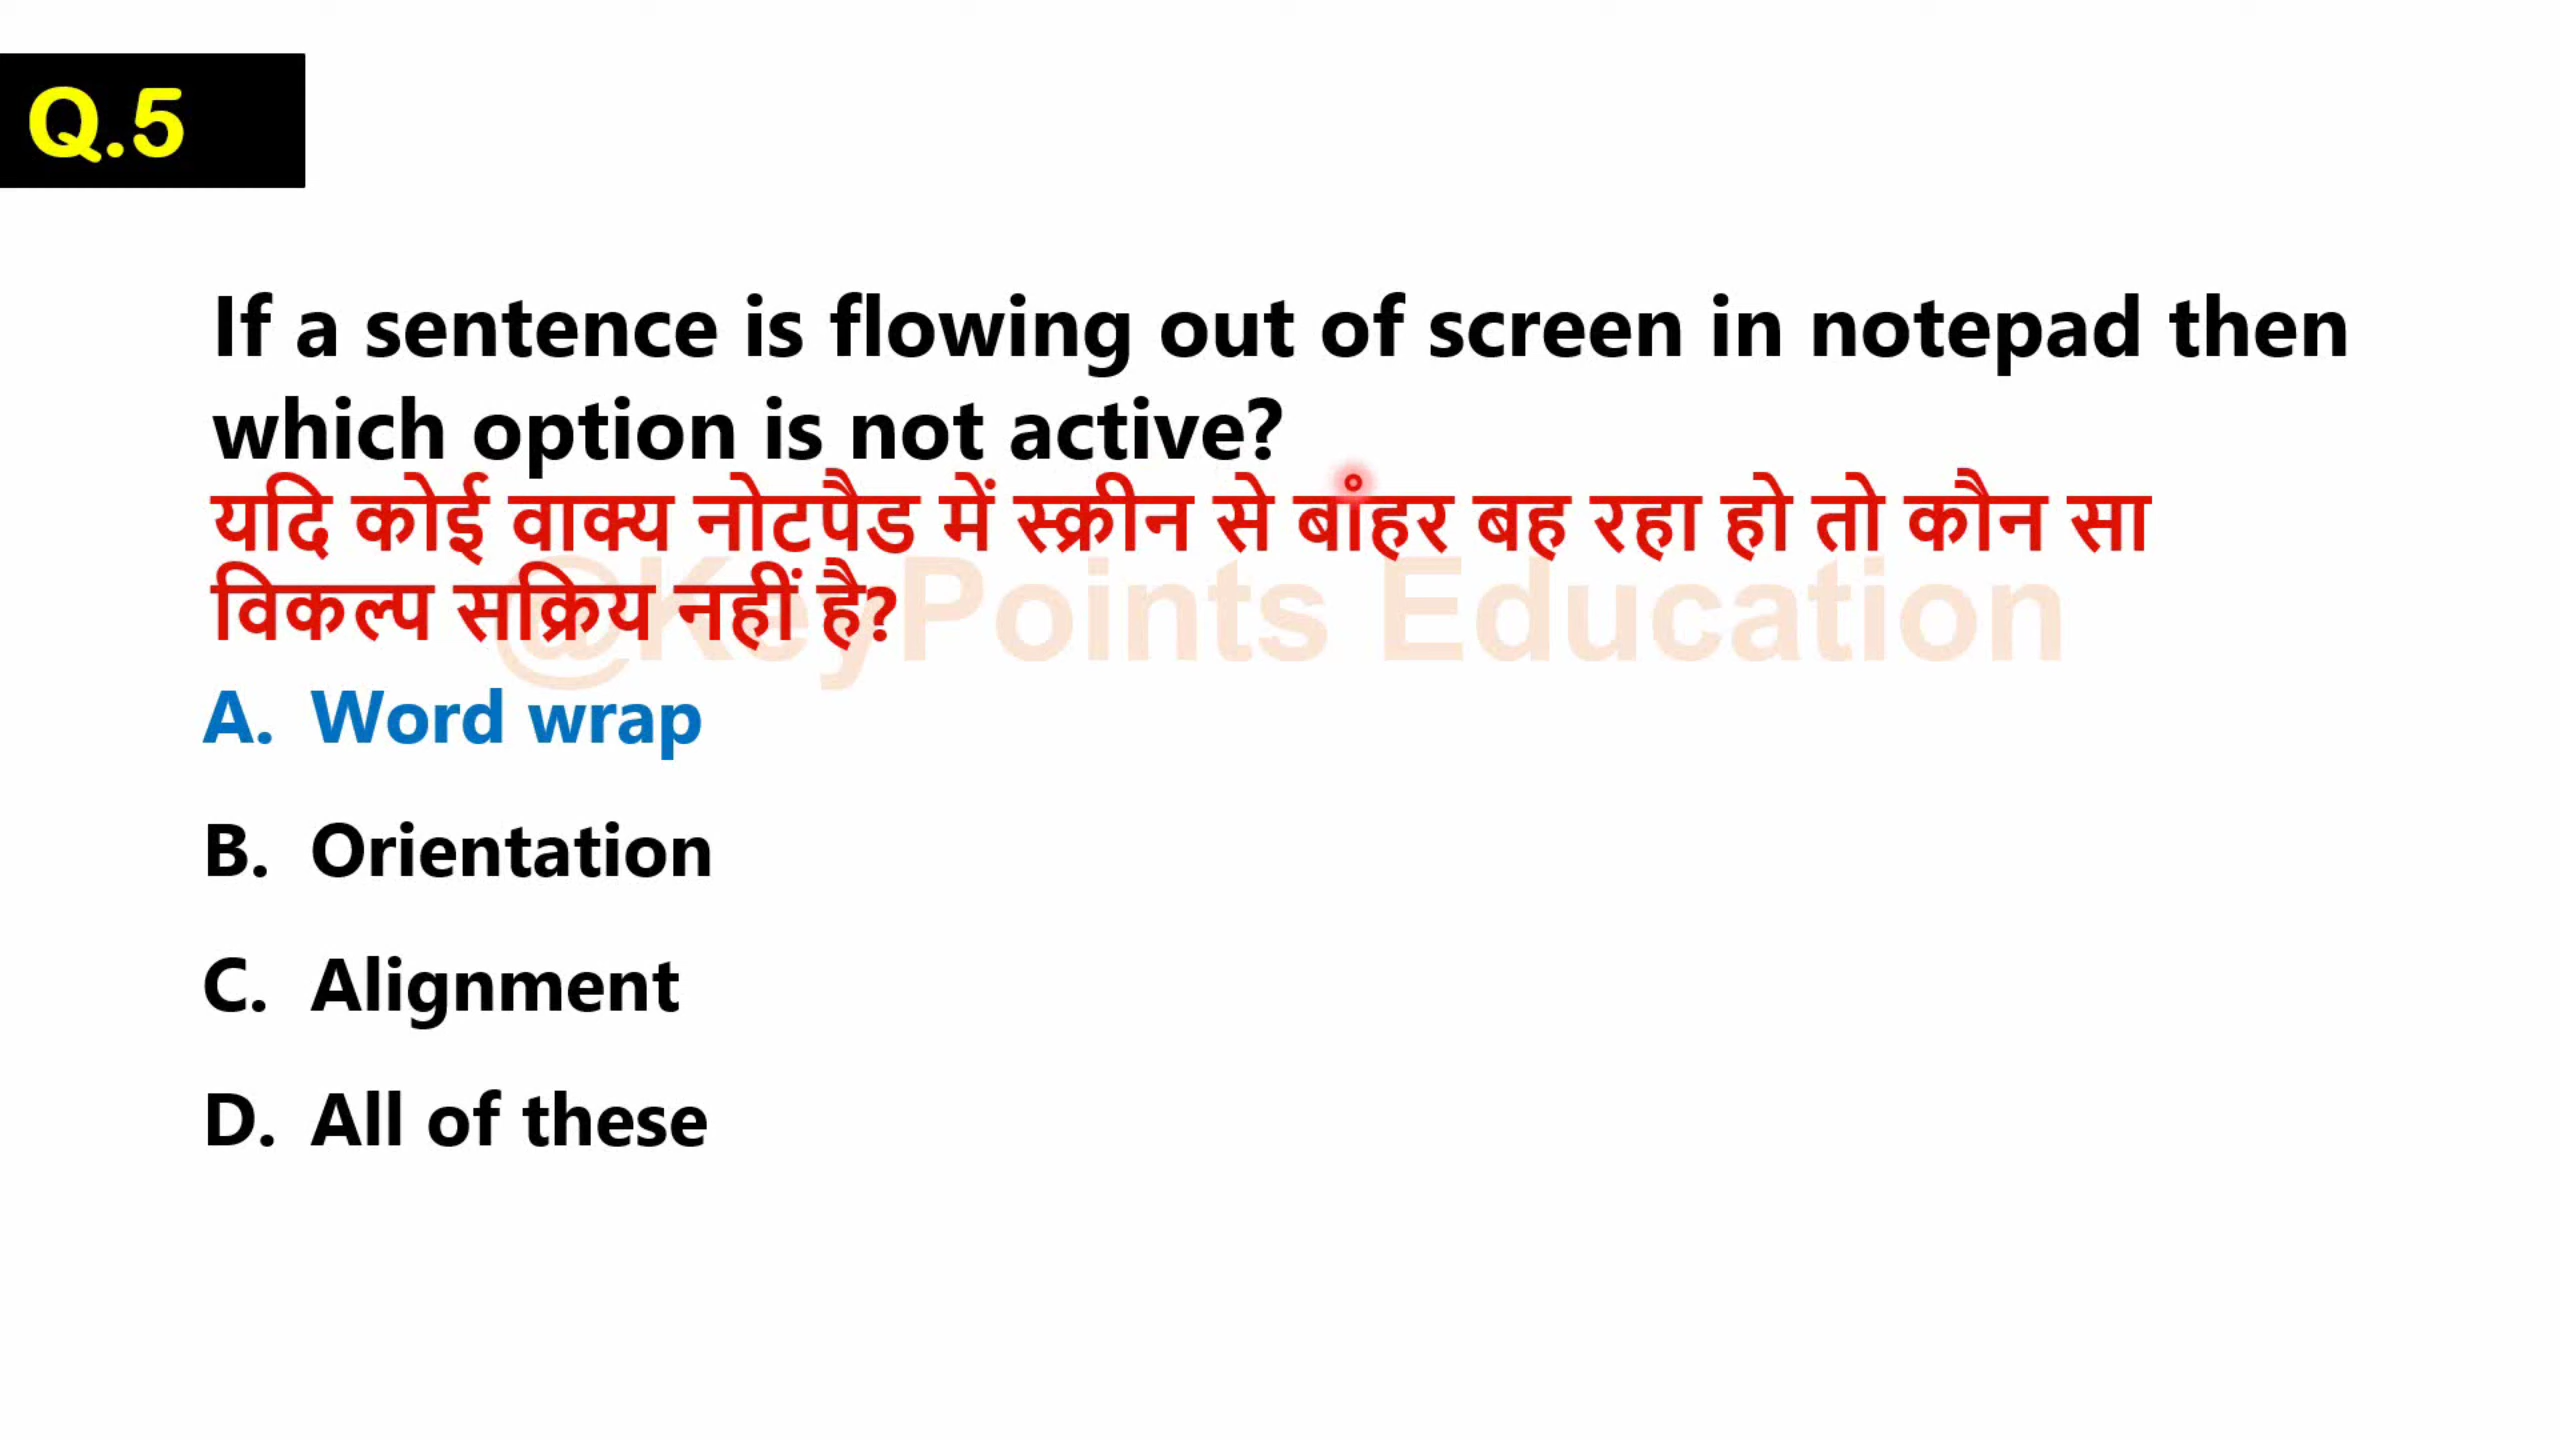 Q.5
If a sentence is flowing out of screen in notepad then
which option is not active?
यदि कोई वाक्य नोटपैड में स्क्रीन से बाहर बह रहा हो तो कौन सा
विकल्प सक्रिय नहीं है?
@KeyPoints Education
A. Word wrap
B. Orientation
C. Alignment
D. All of these